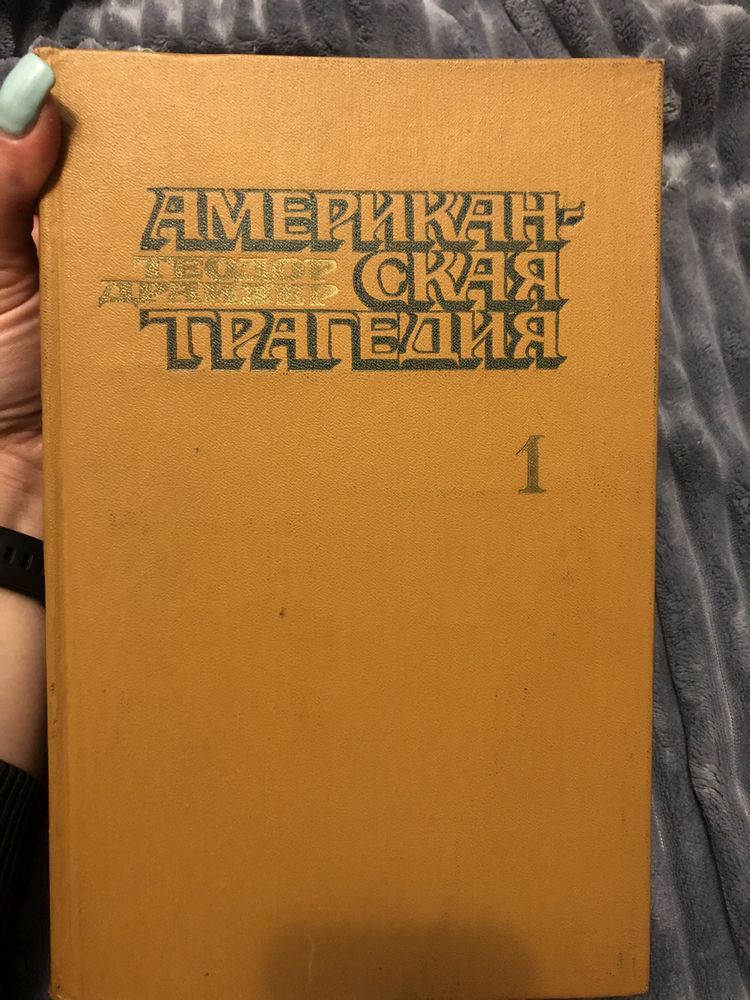 АМЕРИКАН-
ТЕОДОР
ДРАЙЗЕР
СКАЯ
ТРАГЕДИЯ
1